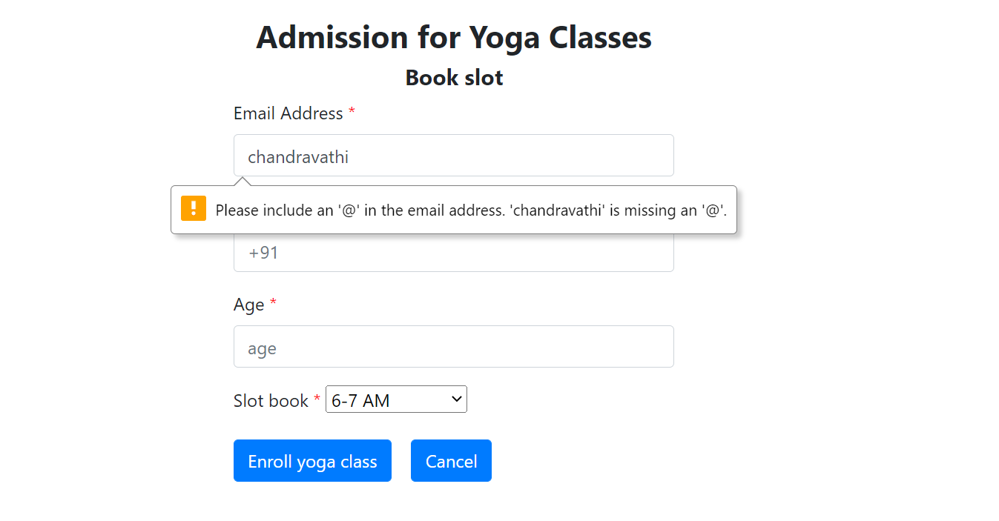 Admission for Yoga Classes
Book slot
Email Address *
chandravathi
! Please include an '@' in the email address. 'chandravathi' is missing an '@'.
+91
Age *
age
Slot book * 6-7 AM
Enroll yoga class Cancel